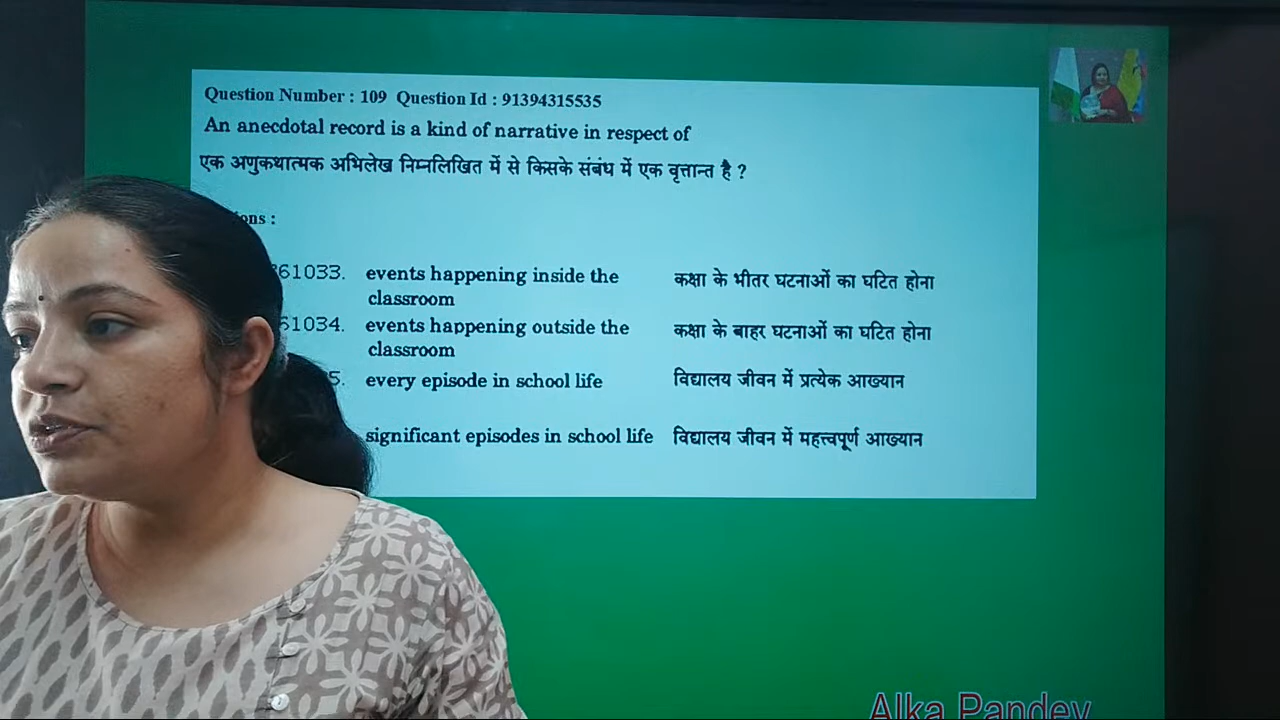 Question Number : 109 Question Id : 91394315535
An anecdotal record is a kind of narrative in respect of
एक अणुकथात्मक अभिलेख निम्नलिखित में से किसके संबंध में एक वृत्तान्त है ?
:
61033. events happening inside the कक्षा के भीतर घटनाओं का घटित होना
classroom
61034. events happening outside the कक्षा के बाहर घटनाओं का घटित होना
classroom
5. every episode in school life विद्यालय जीवन में प्रत्येक आख्यान
significant episodes in school life विद्यालय जीवन में महत्त्वपूर्ण आख्यान
Alka Pandey